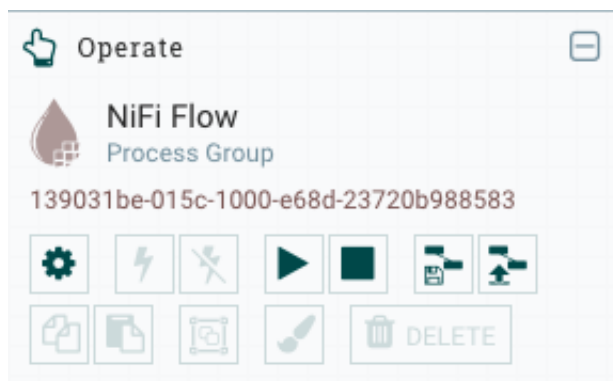 Operate
NiFi Flow
Process Group
139031be-015c-1000-e68d-23720b988583
DELETE